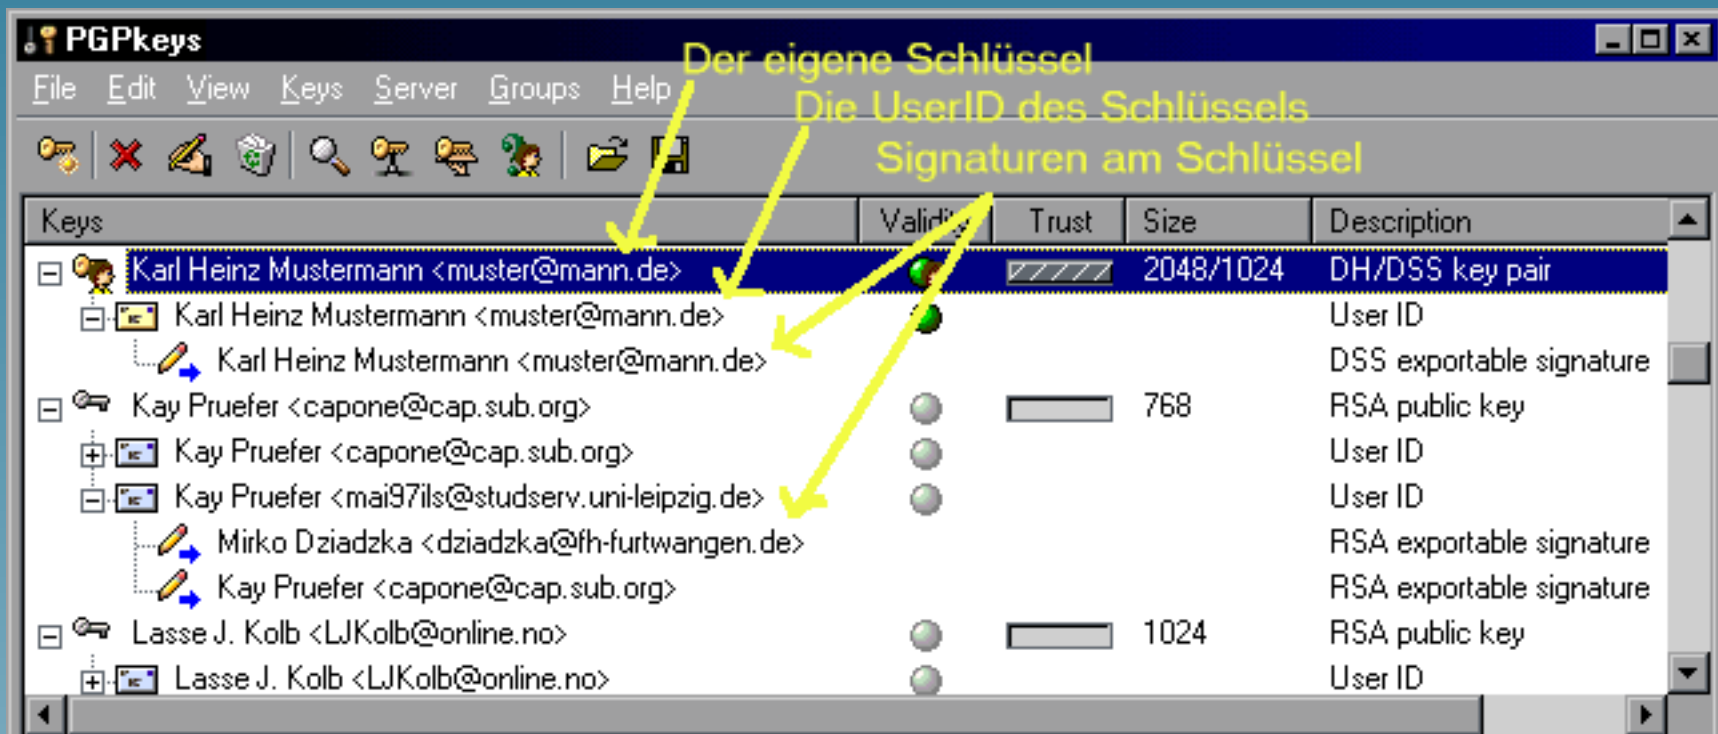 PGPkeys
Der eigene Schlüssel
File Edit View Keys Server Groups Help
Die UserID des Schlüssels
Signaturen am Schlüssel
Keys Validity Trust Size Description
Karl Heinz Mustermann <muster@mann.de> 2048/1024 DH/DSS key pair
Karl Heinz Mustermann <muster@mann.de> User ID
Karl Heinz Mustermann <muster@mann.de> DSS exportable signature
Kay Pruefer <capone@cap.sub.org> 768 RSA public key
Kay Pruefer <capone@cap.sub.org> User ID
Kay Pruefer <mai97ils@studserv.uni-leipzig.de> User ID
Mirko Dziadzka <dziadzka@fh-furtwangen.de> RSA exportable signature
Kay Pruefer <capone@cap.sub.org> RSA exportable signature
Lasse J. Kolb <LJKolb@online.no> 1024 RSA public key
Lasse J. Kolb <LJKolb@online.no> User ID